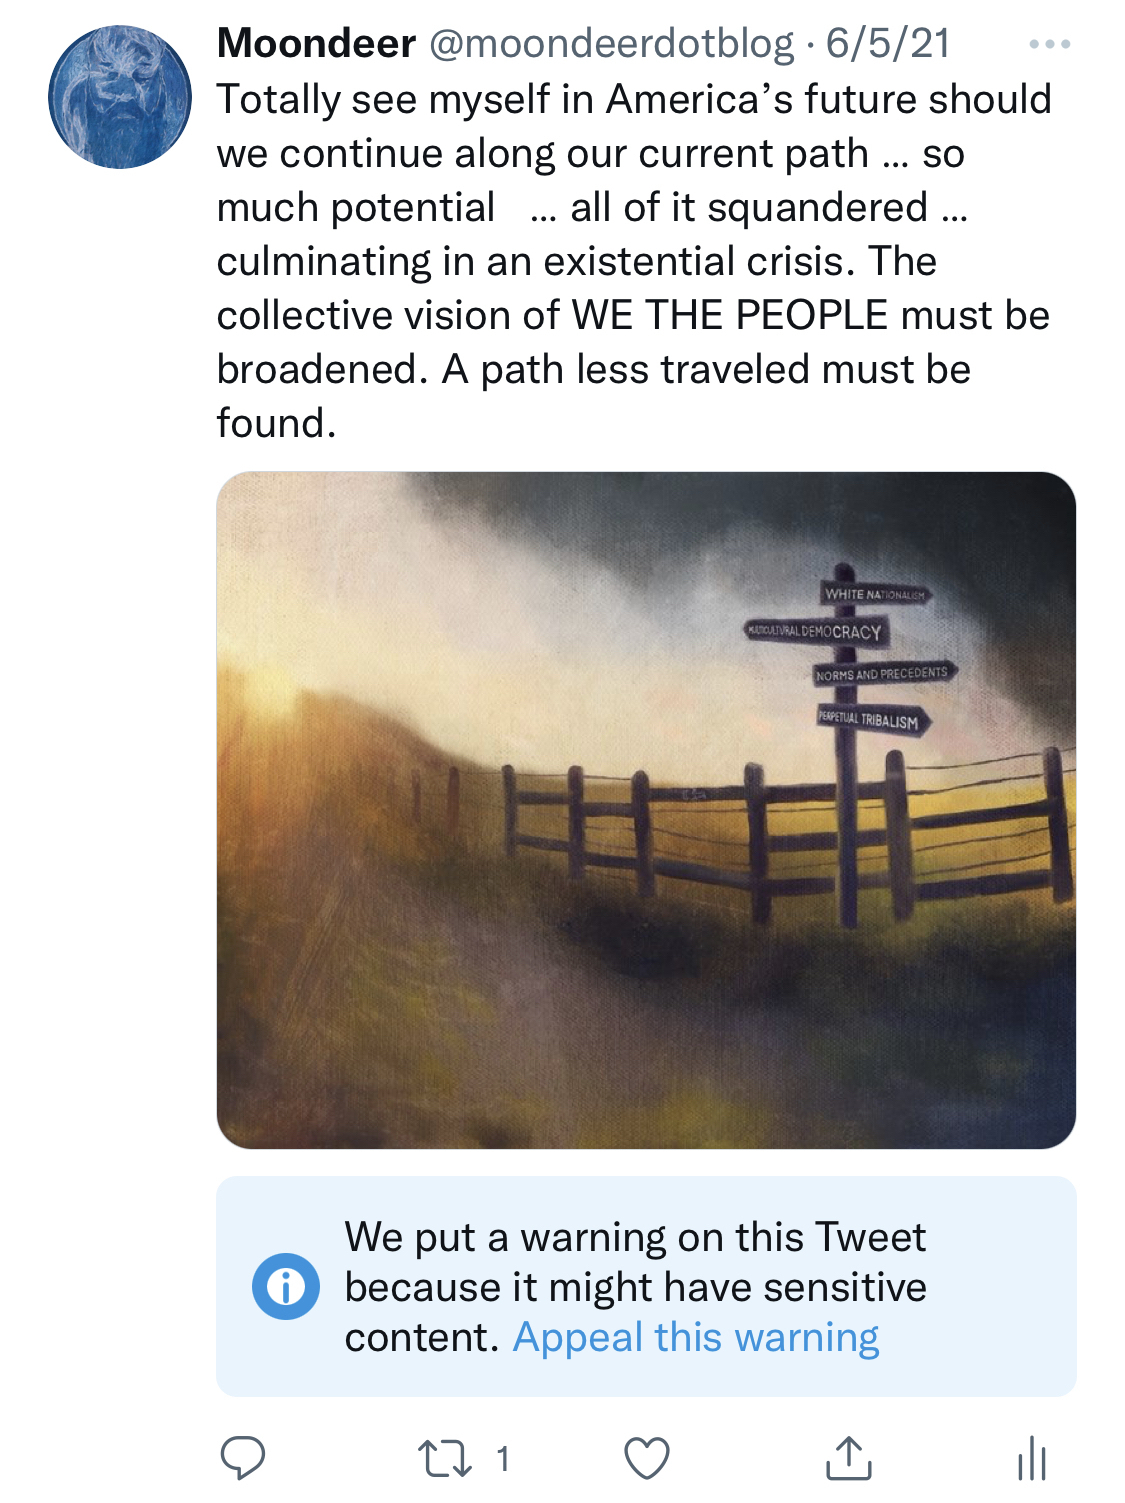 Moondeer @moondeerdotblog · 6/5/21
Totally see myself in America’s future should
we continue along our current path ... so
much potential ... all of it squandered ...
culminating in an existential crisis. The
collective vision of WE THE PEOPLE must be
broadened. A path less traveled must be
found.
WHITE NATIONALISM
MULTICULTURAL DEMOCRACY
NORMS AND PRECEDENTS
PERPETUAL TRIBALISM
We put a warning on this Tweet
because it might have sensitive
content. Appeal this warning
1